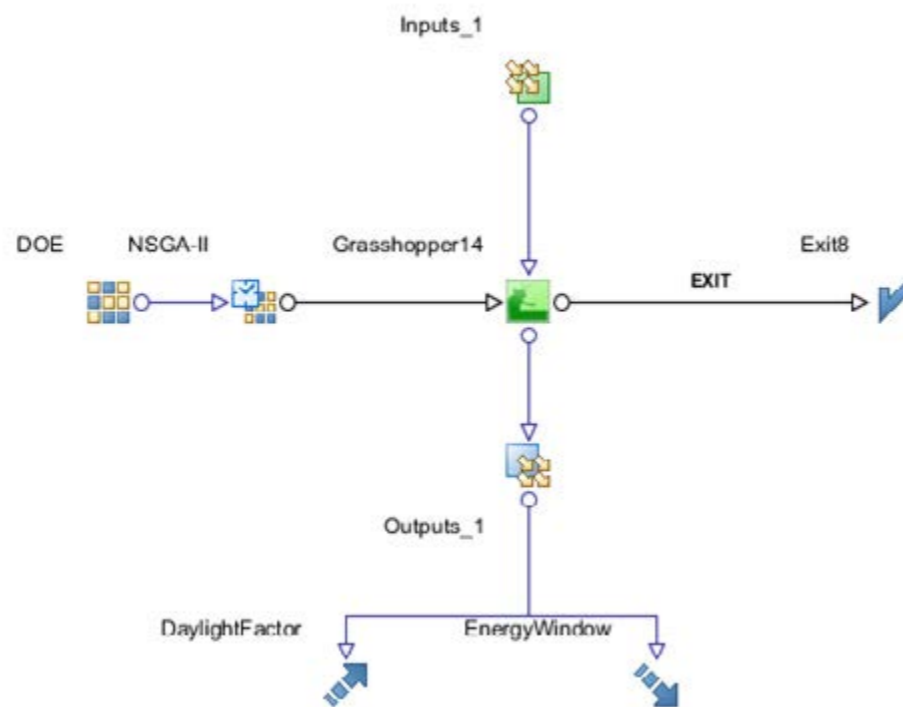 Inputs_1
DOE
NSGA-II
Grasshopper14
Exit8
EXIT
Outputs_1
DaylightFactor
EnergyWindow